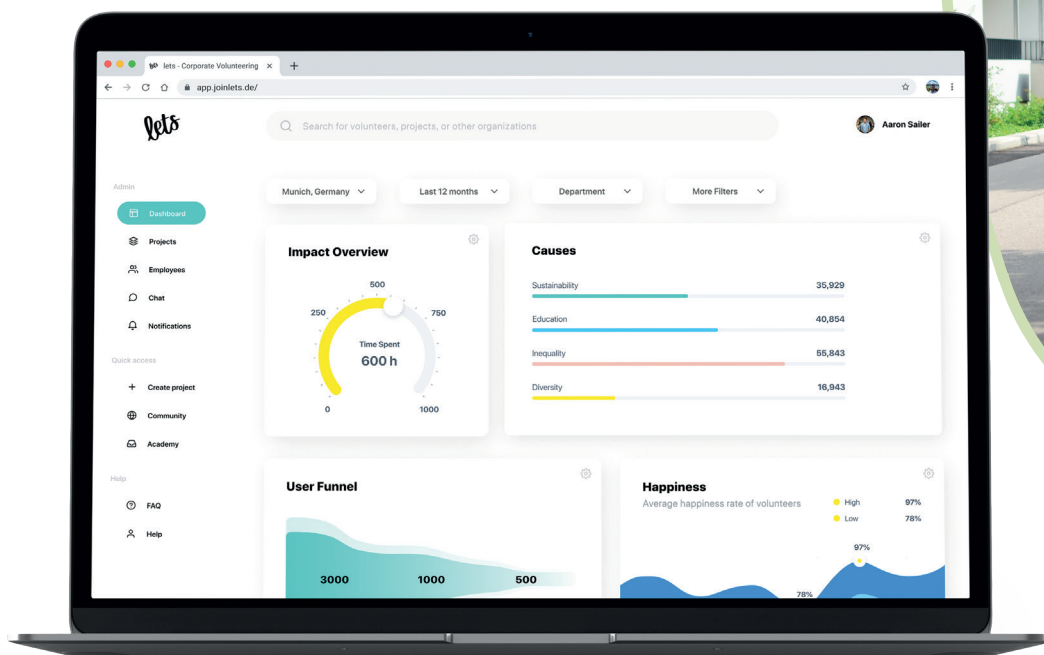 lets - Corporate Volunteering
app.joinlets.de/
lets
Search for volunteers, projects, or other organizations
Aaron Sailer
Admin
Dashboard
Projects
Employees
Chat
Notifications
Quick access
Create project
Community
Academy
Help
FAQ
Help
Munich, Germany
Last 12 months
Department
More Filters
Impact Overview
500
250
750
Time Spent
600 h
0
1000
Causes
Sustainability 35,929
Education 40,854
Inequality 55,843
Diversity 16,943
User Funnel
3000 1000 500
Happiness
Average happiness rate of volunteers
High 97%
Low 78%
97%
78%